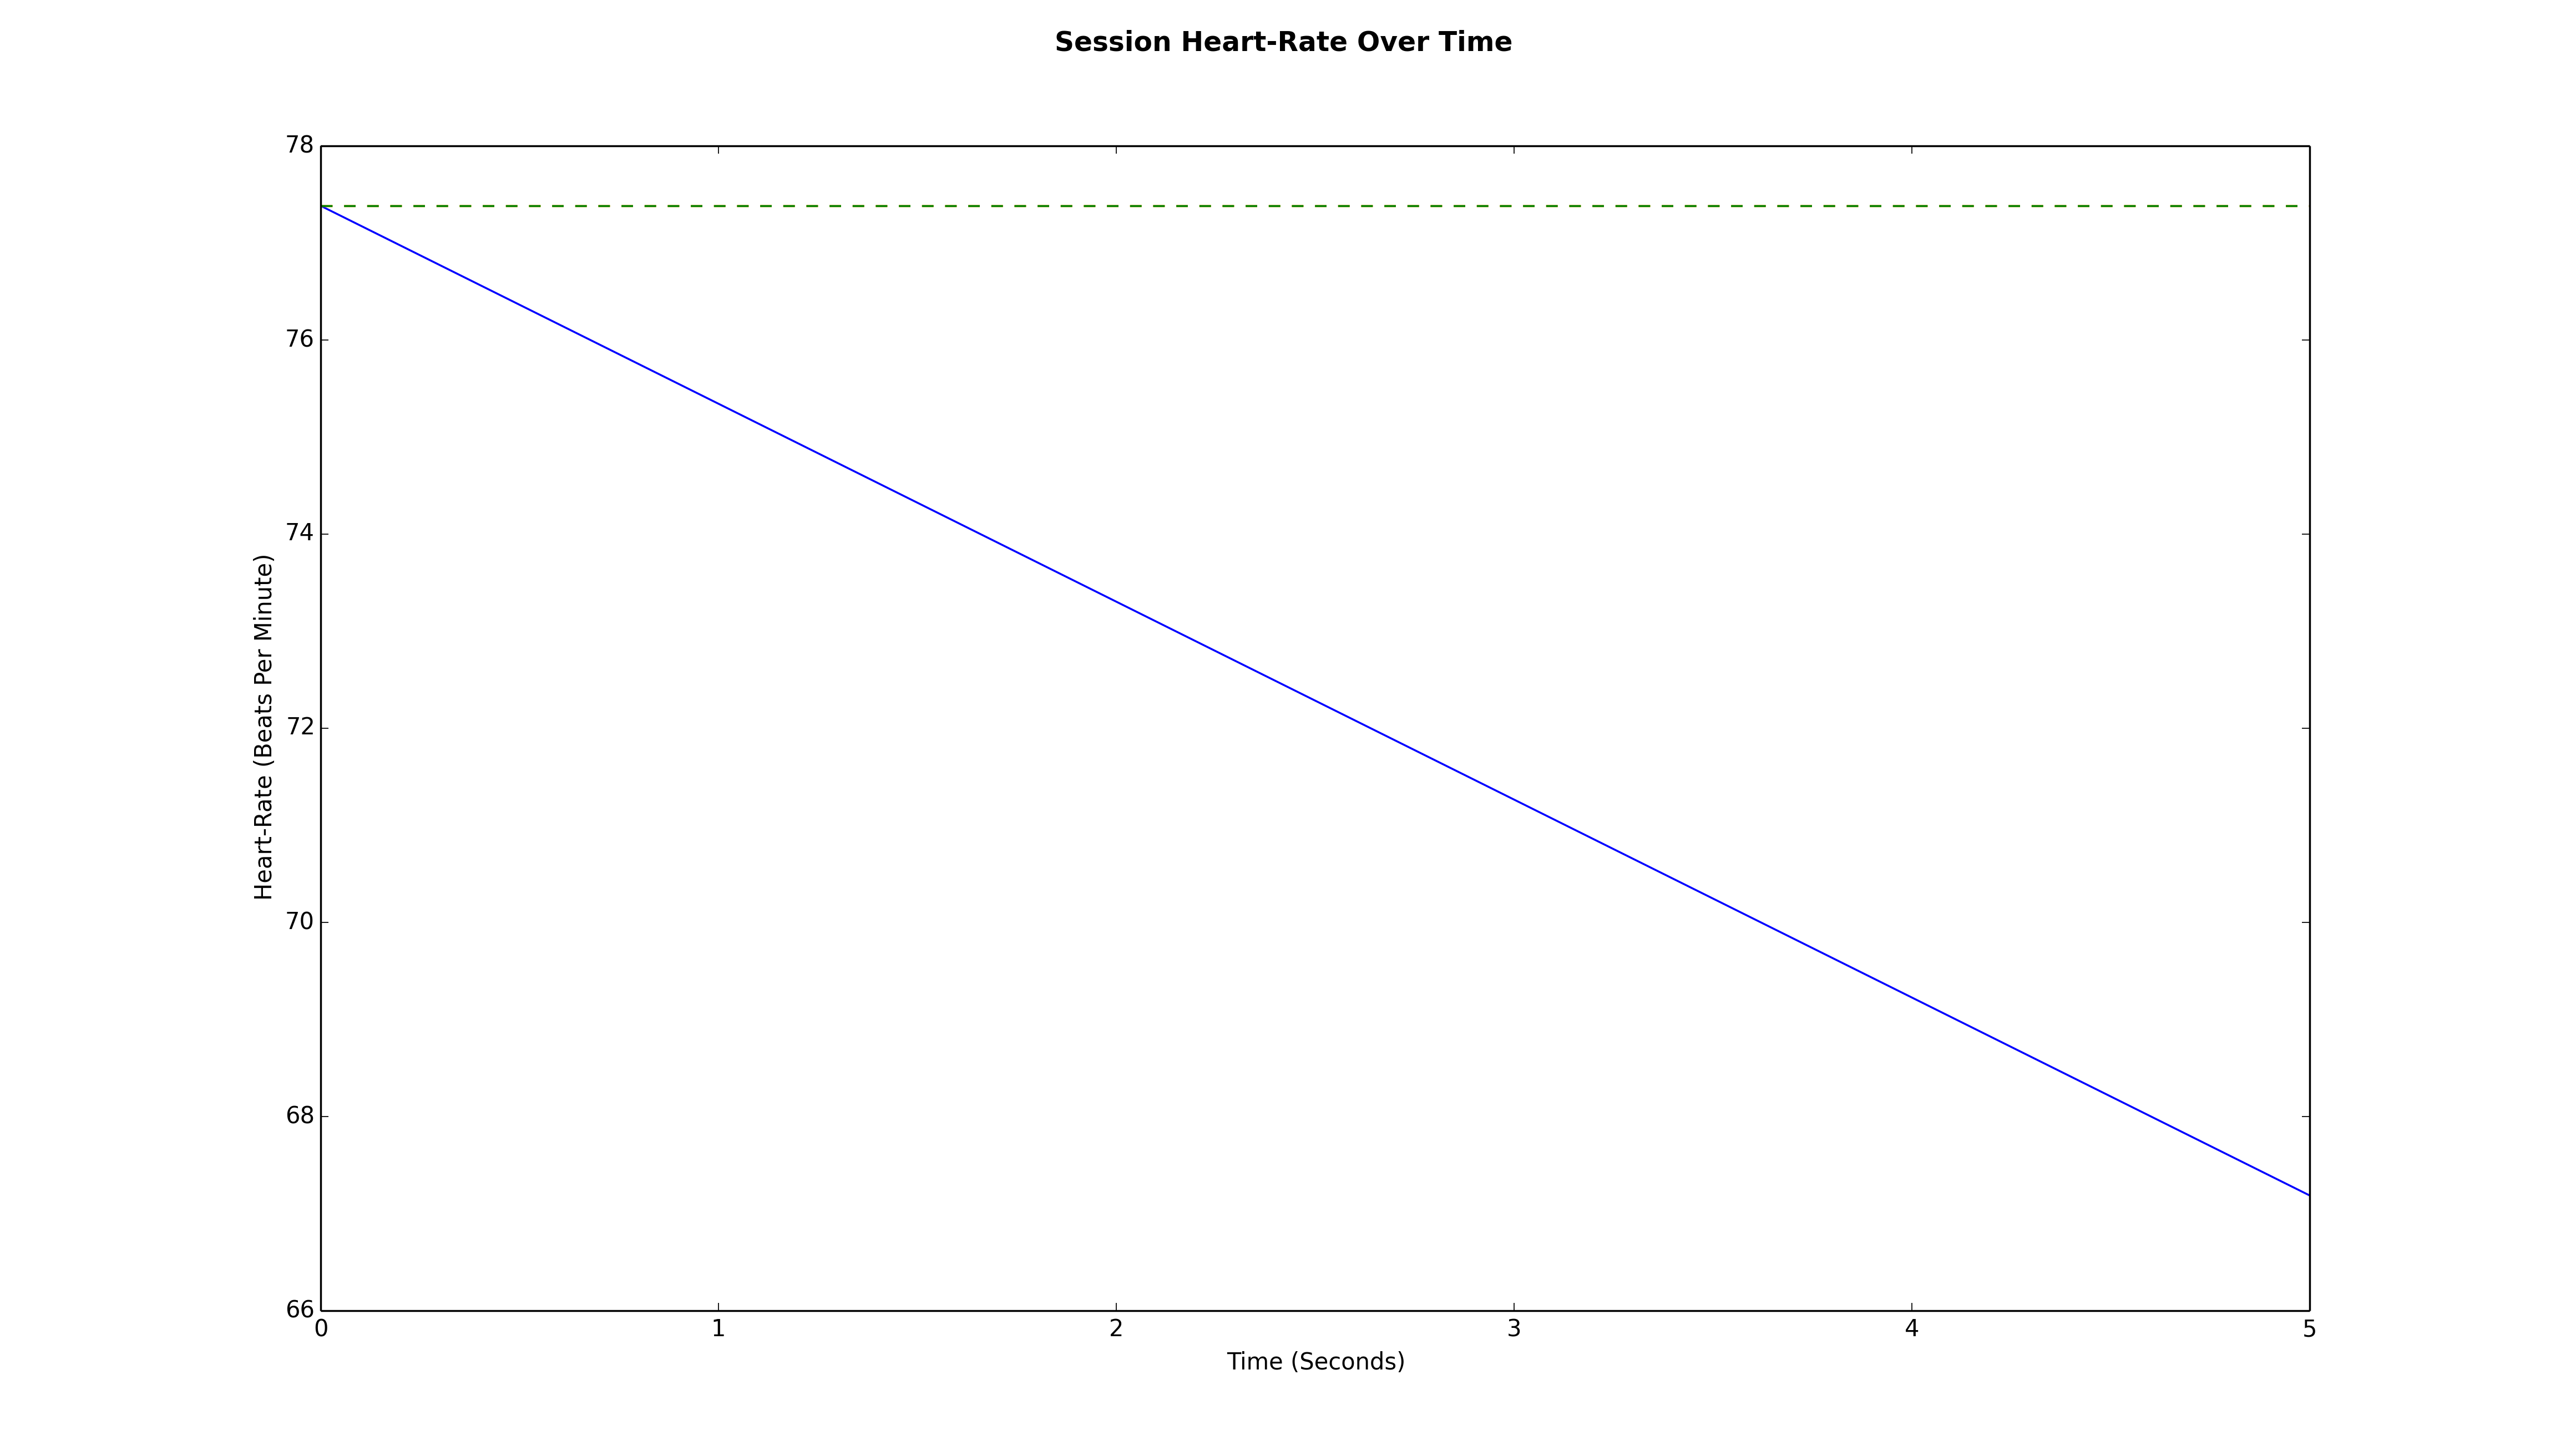 Session Heart-Rate Over Time
78
76
74
72
70
68
66
Heart-Rate (Beats Per Minute)
0 1 2 3 4 5
Time (Seconds)